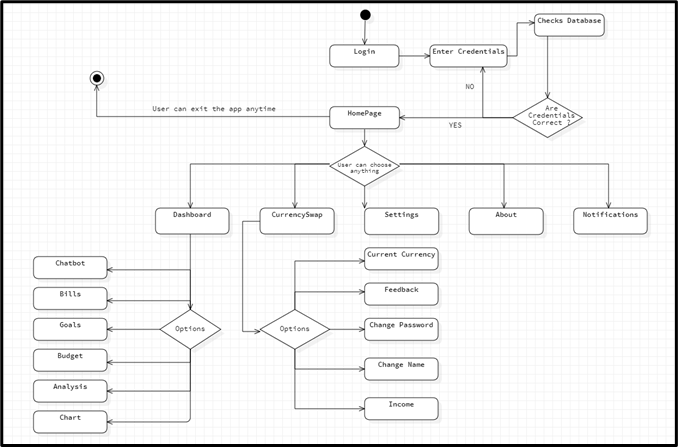 Checks Database
Login
Enter Credentials
NO
User can exit the app anytime
HomePage
YES
Are
Credentials
Correct ?
User can choose
anything
Dashboard
CurrencySwap
Settings
About
Notifications
Chatbot
Bills
Goals
Budget
Analysis
Chart
Options
Options
Current Currency
Feedback
Change Password
Change Name
Income